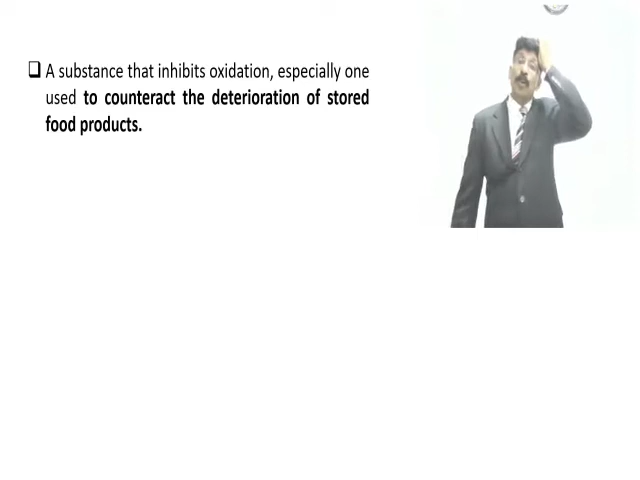 A substance that inhibits oxidation, especially one
used to counteract the deterioration of stored
food products.